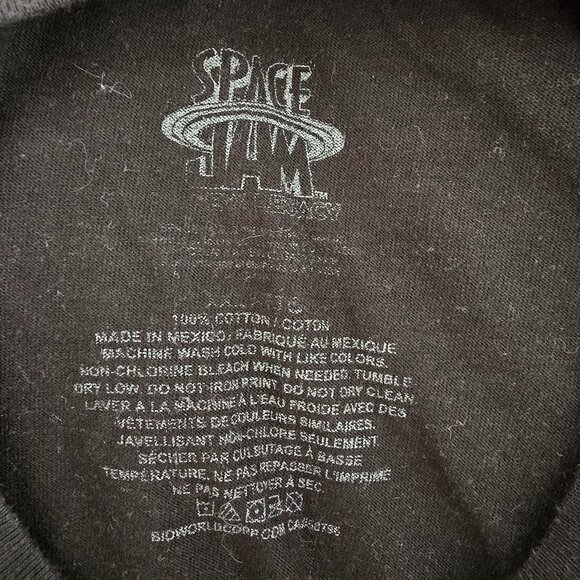 SPACE
JAM
LEGACY
100% COTTON / COTON
MADE IN MEXICO / FABRIQUÉ AU MEXIQUE
MACHINE WASH COLD WITH LIKE COLORS.
NON-CHLORINE BLEACH WHEN NEEDED. TUMBLE
DRY LOW. DO NOT IRON PRINT. DO NOT DRY CLEAN.
LAVER À LA MACHINE À L'EAU FROIDE AVEC DES
VÊTEMENTS DE COULEURS SIMILAIRES.
JAVELLISANT NON-CHLORE SEULEMENT.
SÉCHER PAR CULBUTAGE À BASSE
TEMPÉRATURE. NE PAS REPASSER L'IMPRIMÉ
NE PAS NETTOYER À SEC.
BIOWORLDCORP.COM